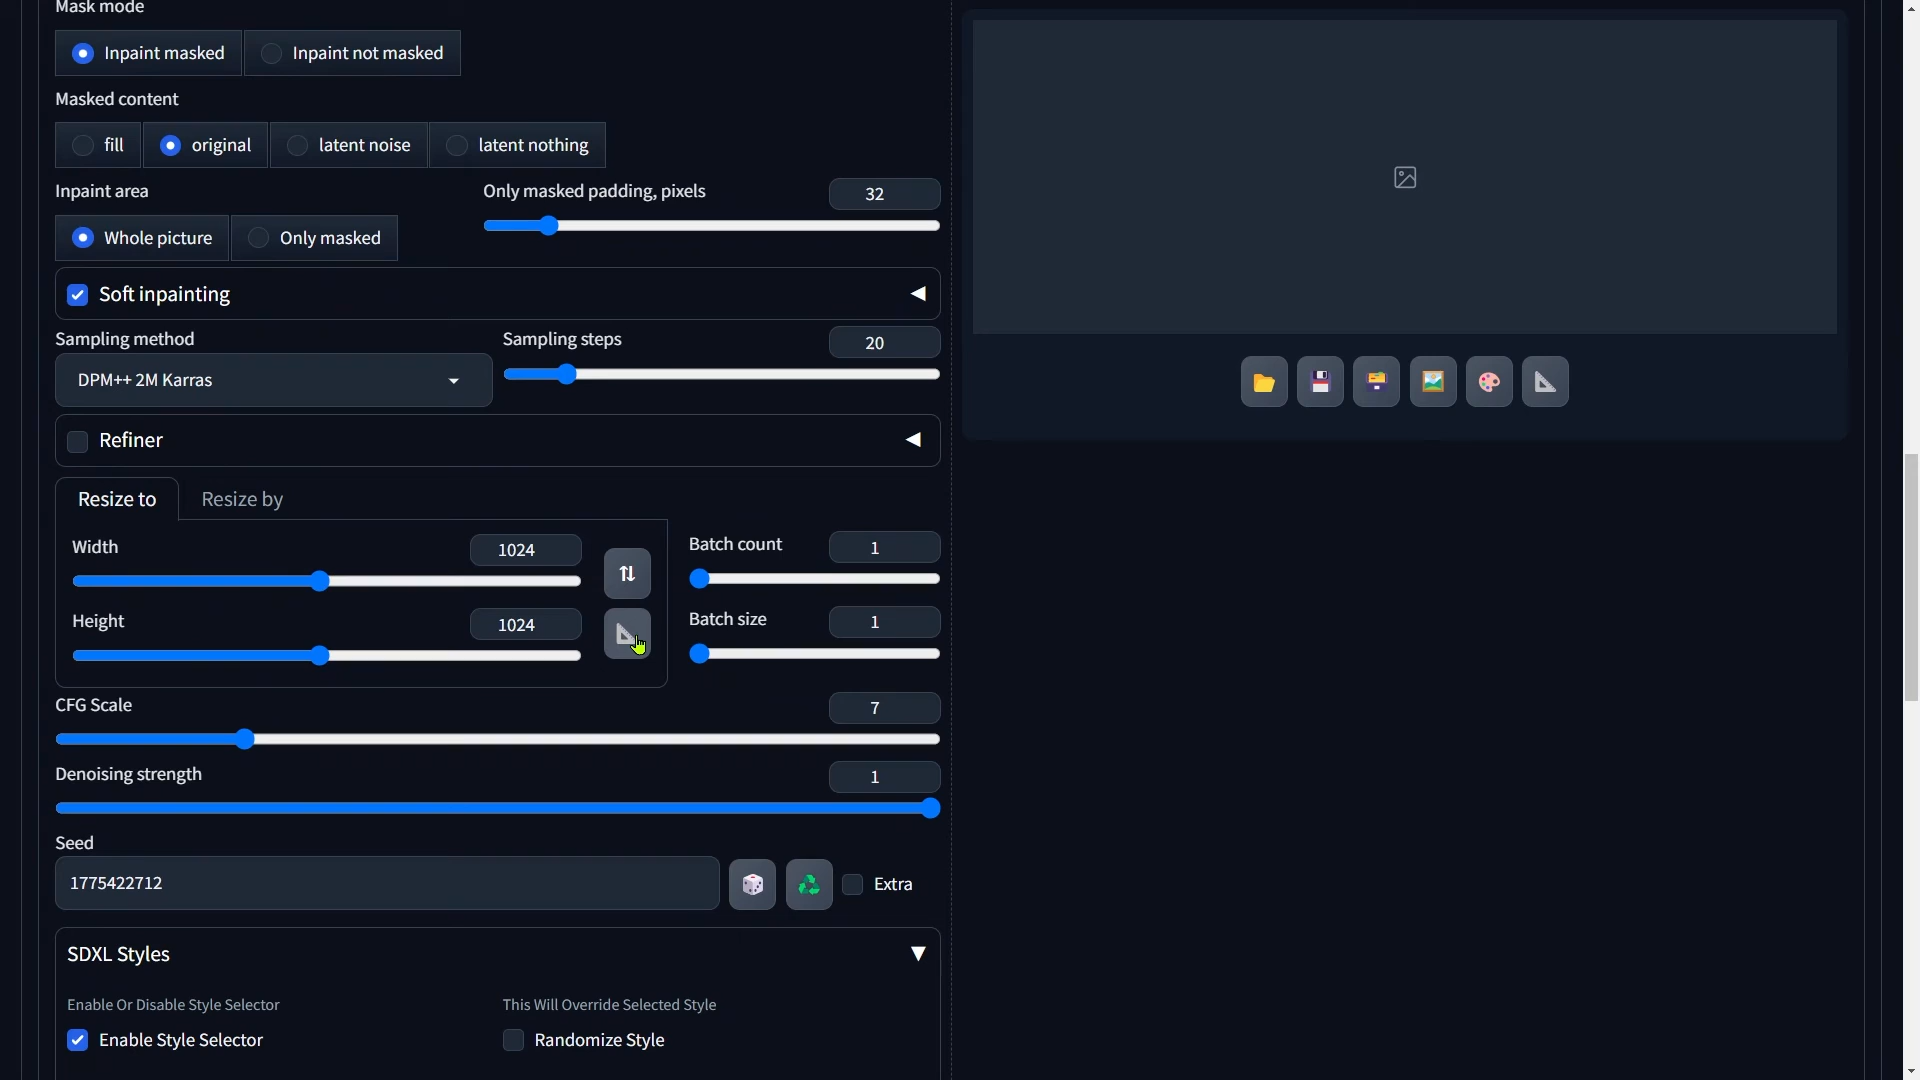 Mask mode
Inpaint masked Inpaint not masked
Masked content
fill original latent noise latent nothing
Inpaint area Only masked padding, pixels 32
Whole picture Only masked
Soft inpainting
Sampling method Sampling steps 20
DPM++ 2M Karras
Refiner
Resize to Resize by
Width 1024 Batch count 1
Height 1024 Batch size 1
CFG Scale 7
Denoising strength 1
Seed
1775422712 Extra
SDXL Styles
Enable Or Disable Style Selector This Will Override Selected Style
Enable Style Selector Randomize Style